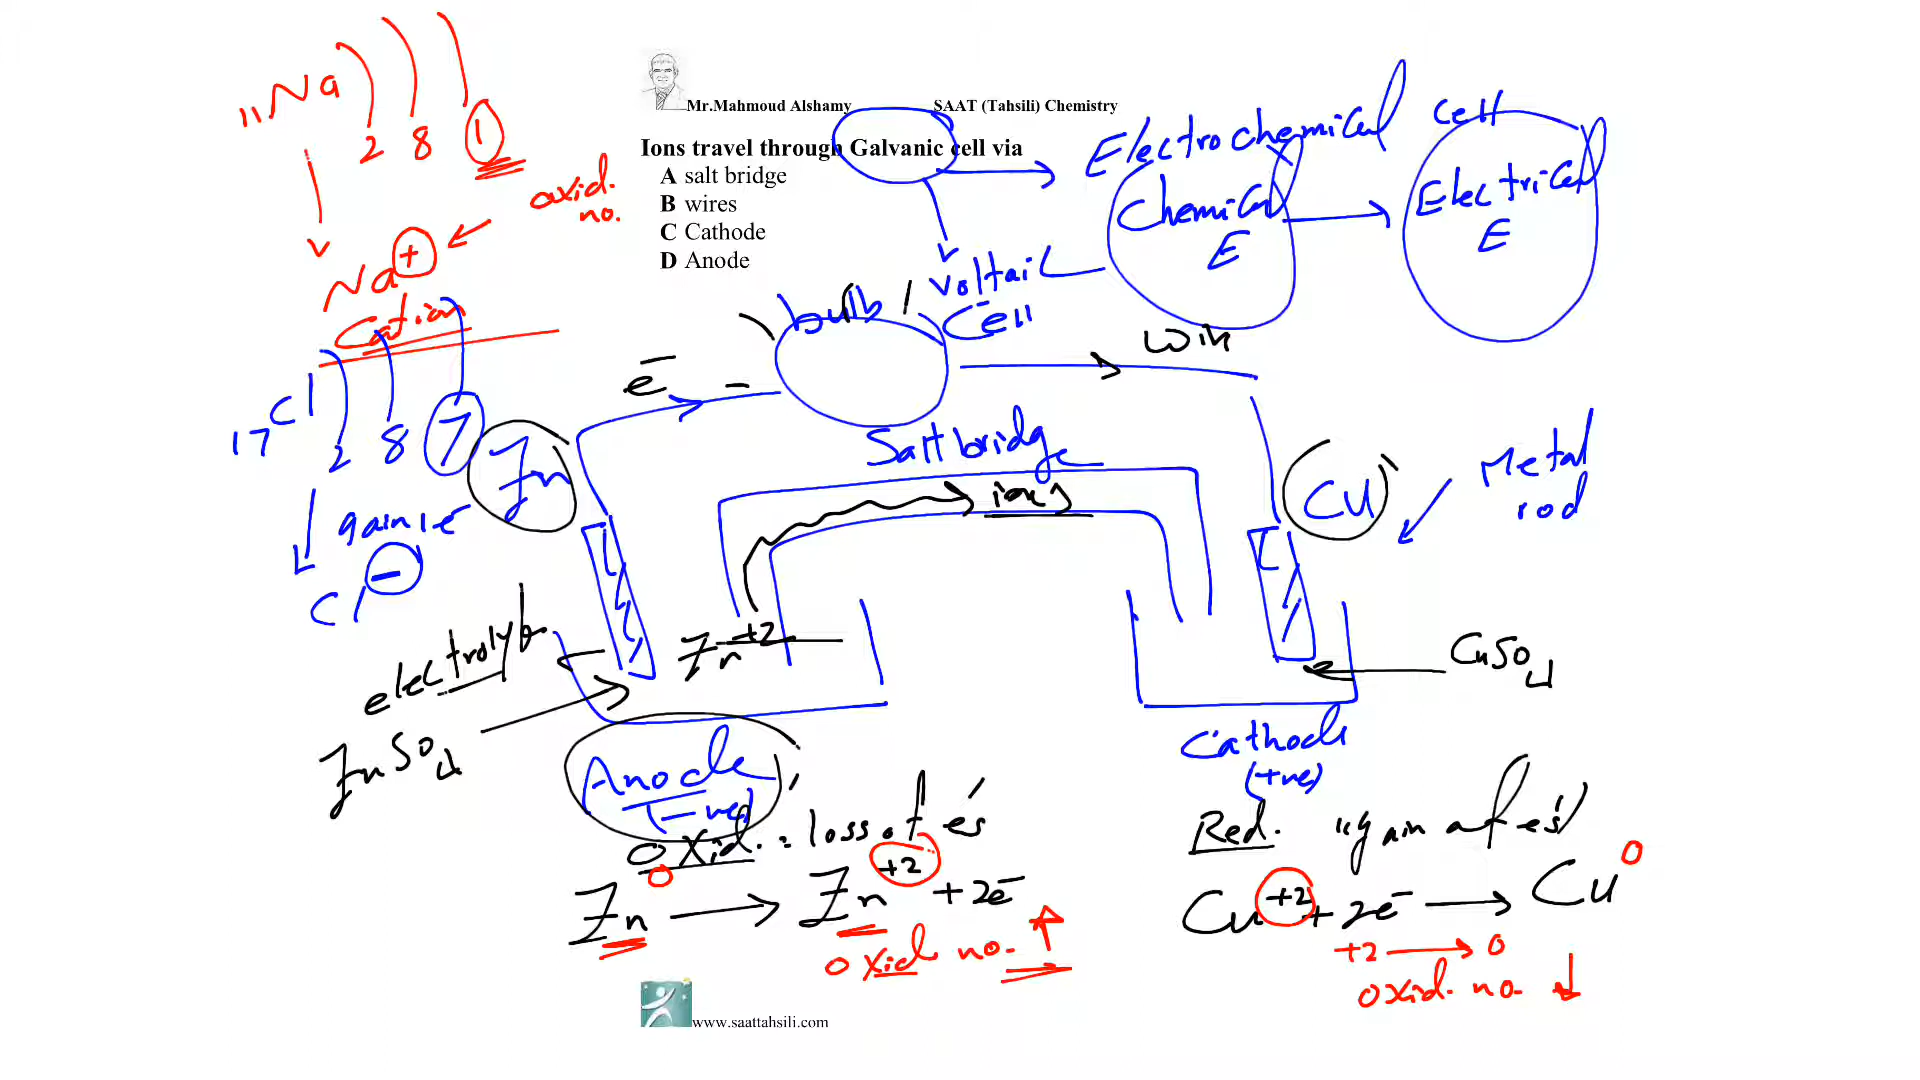 Mr.Mahmoud Alshamy SAAT (Tahsili) Chemistry
Ions travel through Galvanic cell via
A salt bridge
B wires
C Cathode
D Anode
11Na 2 8 1
oxid. no.
Na+
Cation
17Cl 2 8 7
gain 1e-
Cl-
Electrochemical cell
Chemical E
Electrical E
Voltaic Cell
bulb
e-
-
Salt bridge
ions
Zn
Cu
Metal rod
Zn+2
electrolyte
ZnSO4
CuSO4
Anode
(-ve)
Cathode
(+ve)
Oxid. : loss of e's
Red. "gain of e's"
Zn 0 → Zn+2 + 2e-
Cu+2 + 2e- → Cu 0
oxid no. ↑
+2 → 0
oxid. no. ↓
www.saattahsili.com